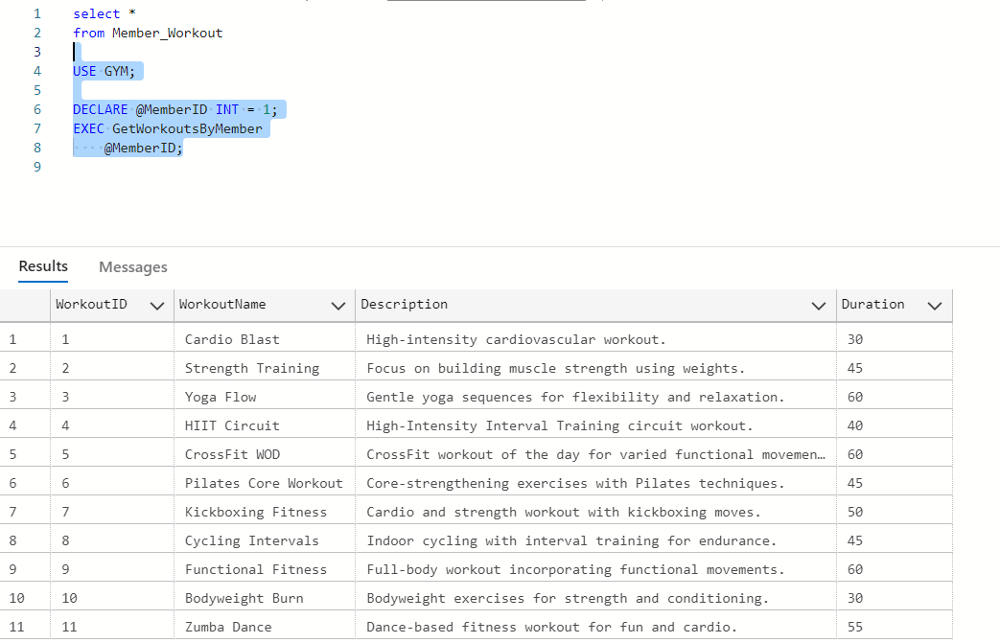 1 select *
2 from Member_Workout
3
4 USE GYM;
5
6 DECLARE @MemberID INT = 1;
7 EXEC GetWorkoutsByMember
8 @MemberID;
9
Results Messages
WorkoutID WorkoutName Description Duration
1 1 Cardio Blast High-intensity cardiovascular workout. 30
2 2 Strength Training Focus on building muscle strength using weights. 45
3 3 Yoga Flow Gentle yoga sequences for flexibility and relaxation. 60
4 4 HIIT Circuit High-Intensity Interval Training circuit workout. 40
5 5 CrossFit WOD CrossFit workout of the day for varied functional movemen… 60
6 6 Pilates Core Workout Core-strengthening exercises with Pilates techniques. 45
7 7 Kickboxing Fitness Cardio and strength workout with kickboxing moves. 50
8 8 Cycling Intervals Indoor cycling with interval training for endurance. 45
9 9 Functional Fitness Full-body workout incorporating functional movements. 60
10 10 Bodyweight Burn Bodyweight exercises for strength and conditioning. 30
11 11 Zumba Dance Dance-based fitness workout for fun and cardio. 55